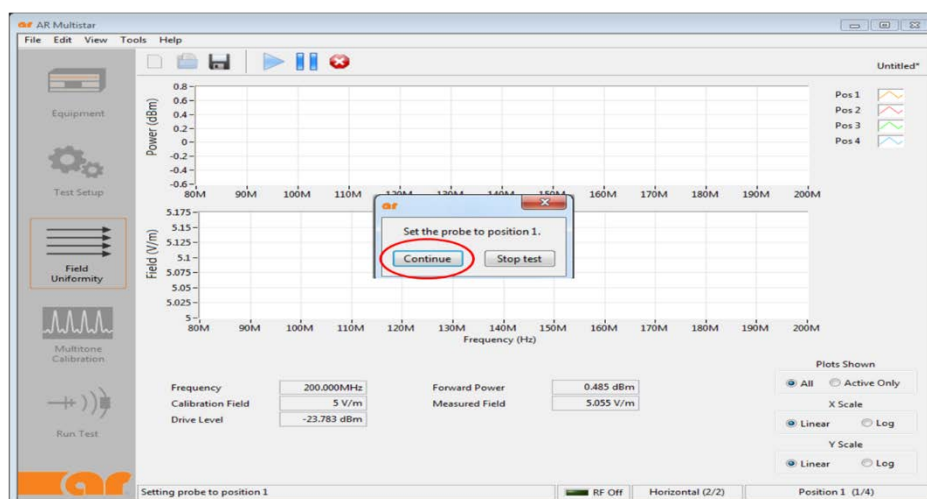 ar AR Multistar
File Edit View Tools Help
Untitled*
Equipment
Test Setup
Field
Uniformity
Multitone
Calibration
Run Test
ar
Power (dBm)
0.8
0.6
0.4
0.2
0
-0.2
-0.4
-0.6
80M 90M 100M 110M 120M 130M 140M 150M 160M 170M 180M 190M 200M
Pos 1
Pos 2
Pos 3
Pos 4
ar
Set the probe to position 1.
Continue Stop test
Field (V/m)
5.175
5.15
5.125
5.1
5.075
5.05
5.025
5
80M 90M 100M 110M 120M 130M 140M 150M 160M 170M 180M 190M 200M
Frequency (Hz)
Frequency 200.000MHz Forward Power 0.485 dBm
Calibration Field 5 V/m Measured Field 5.055 V/m
Drive Level -23.783 dBm
Plots Shown
All Active Only
X Scale
Linear Log
Y Scale
Linear Log
Setting probe to position 1 RF Off Horizontal (2/2) Position 1 (1/4)